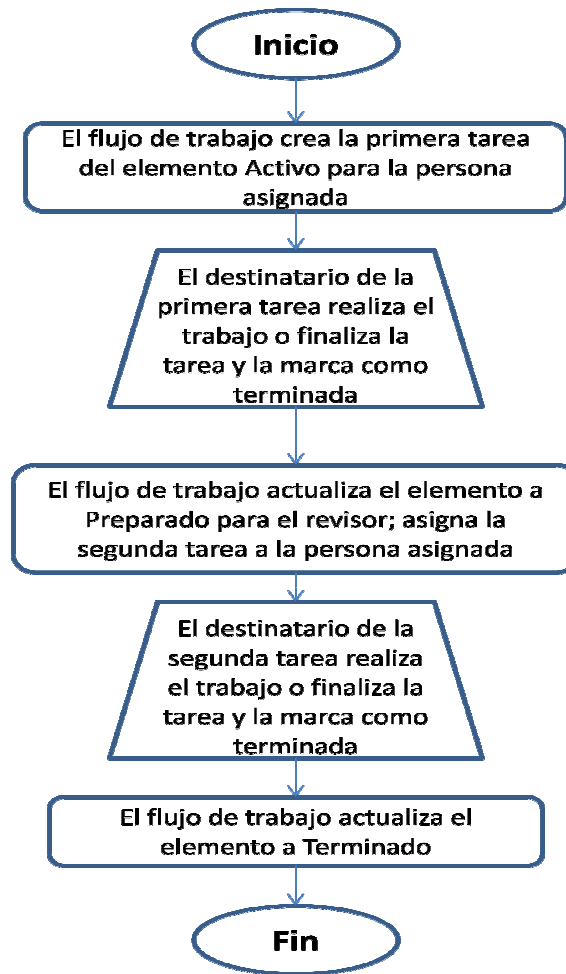 Inicio
El flujo de trabajo crea la primera tarea
del elemento Activo para la persona
asignada
El destinatario de la
primera tarea realiza el
trabajo o finaliza la
tarea y la marca como
terminada
El flujo de trabajo actualiza el elemento a
Preparado para el revisor; asigna la
segunda tarea a la persona asignada
El destinatario de la
segunda tarea realiza
el trabajo o finaliza la
tarea y la marca como
terminada
El flujo de trabajo actualiza el
elemento a Terminado
Fin